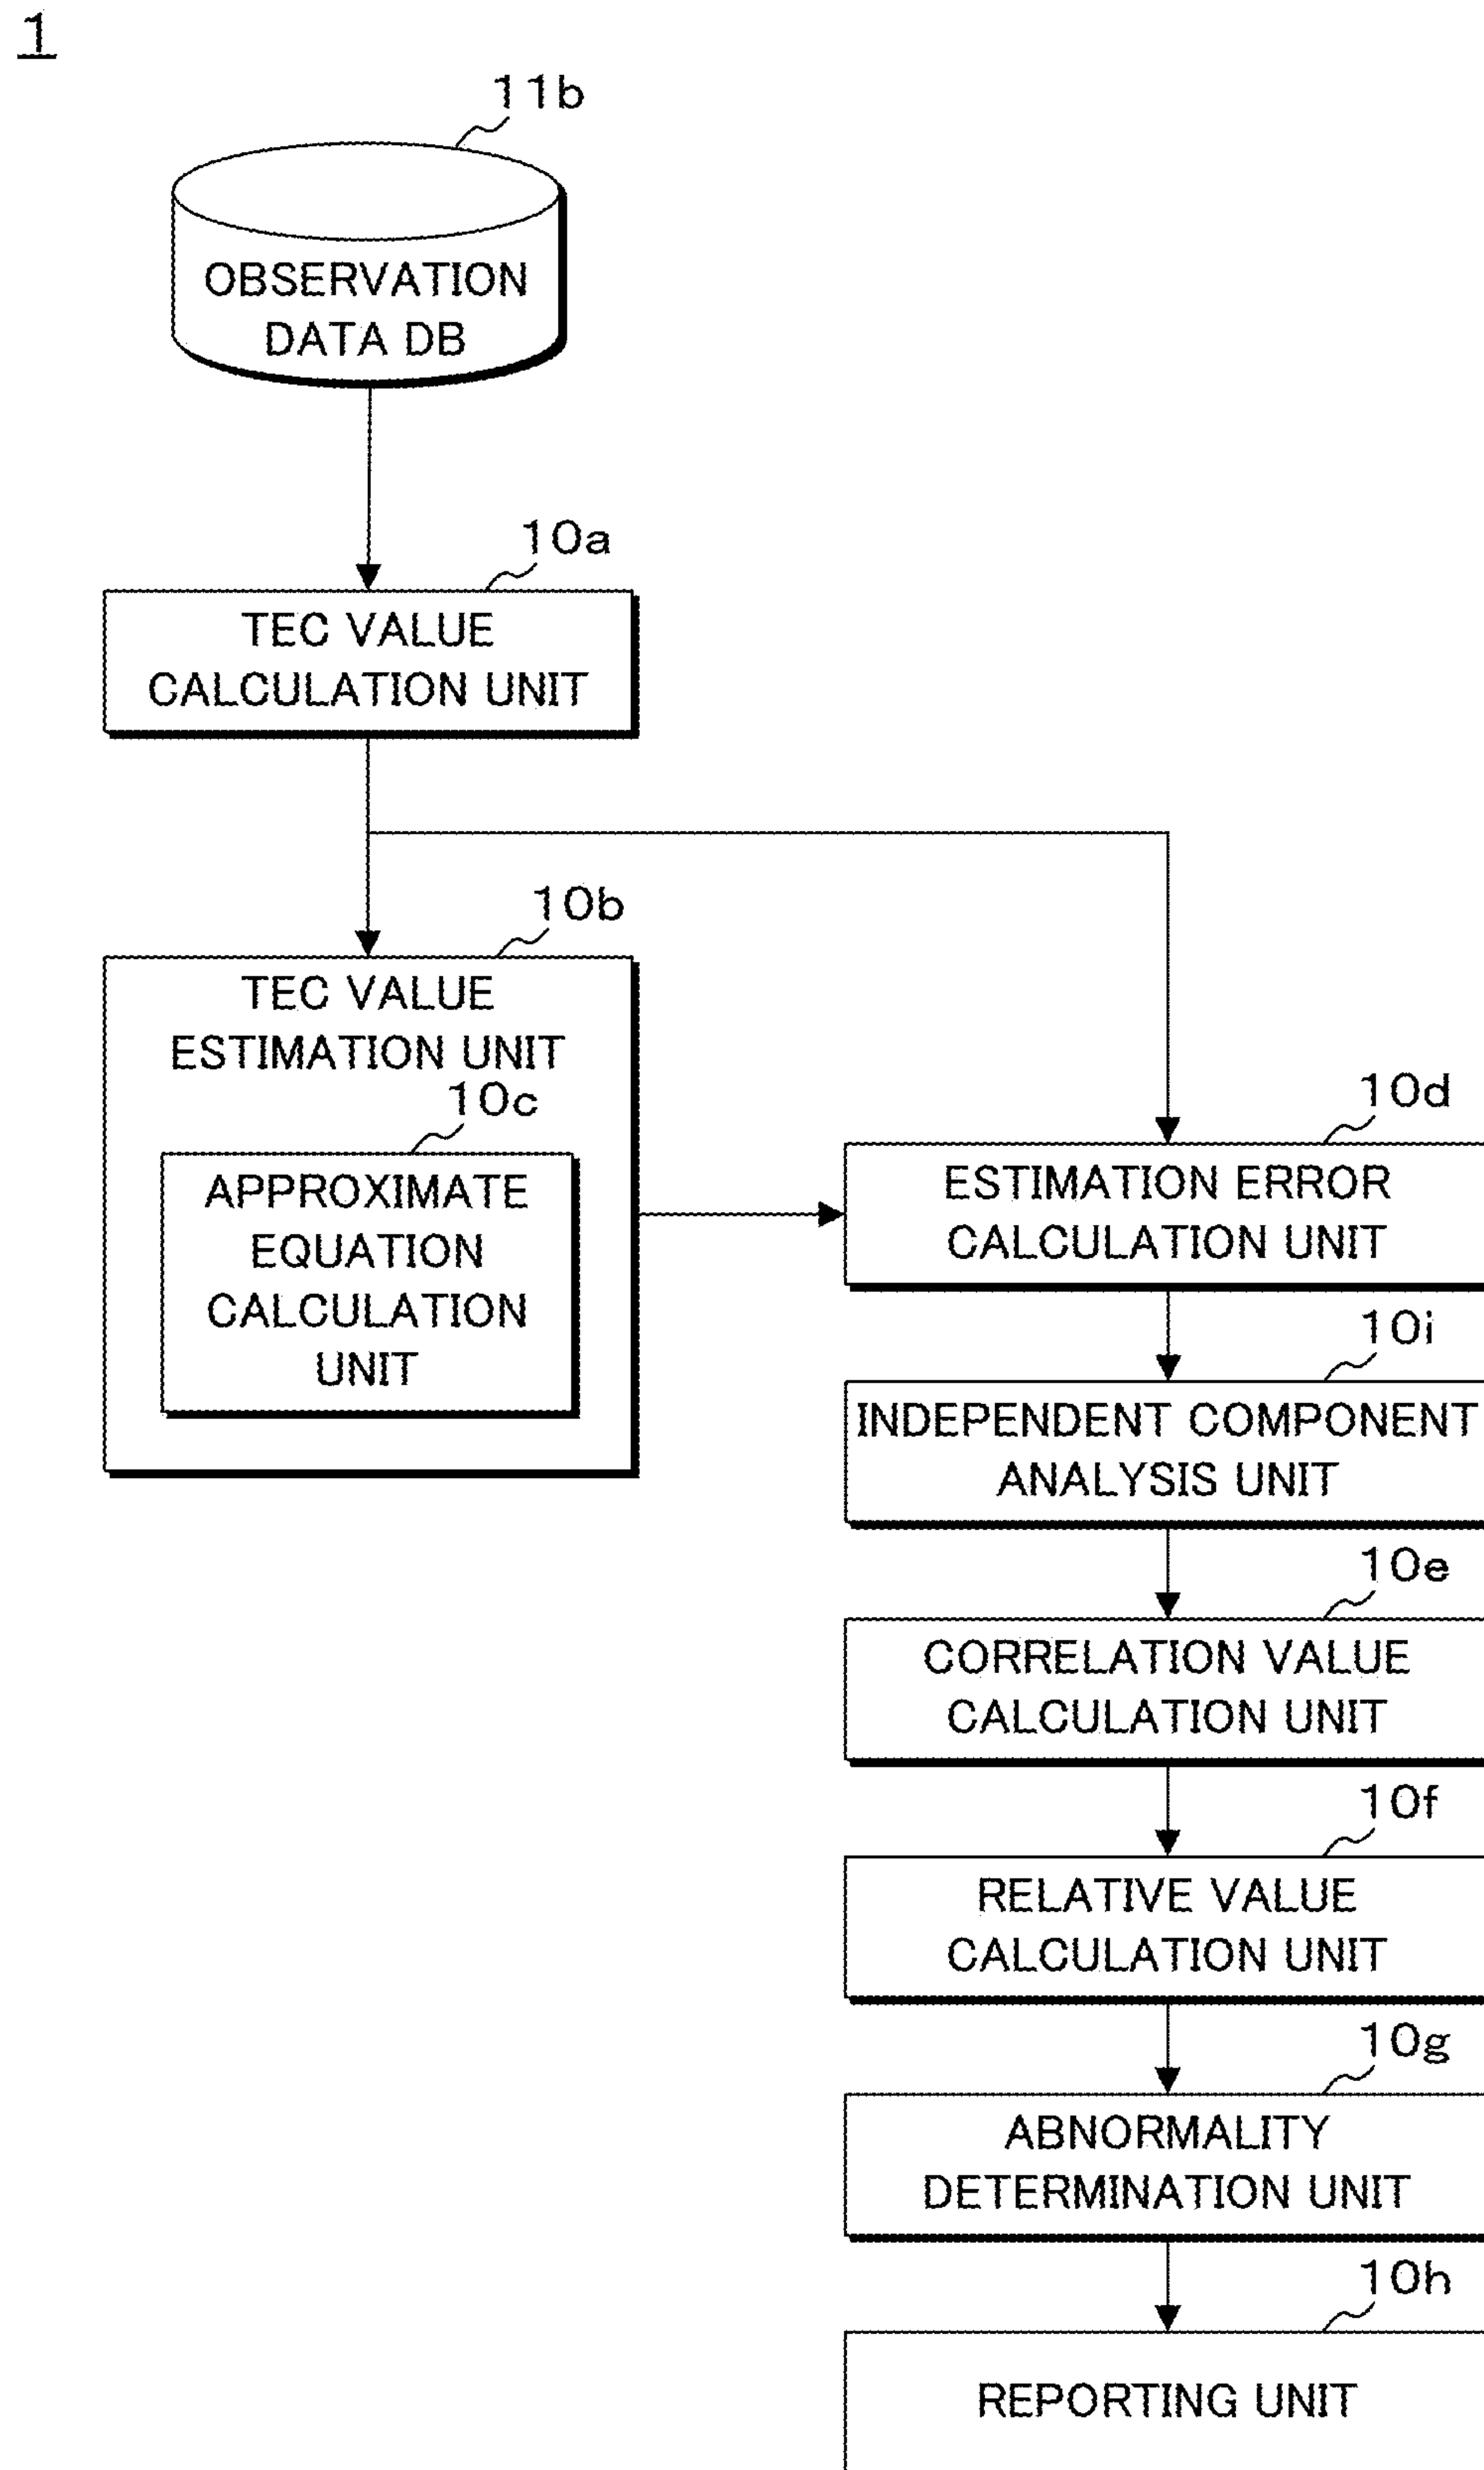 1
11b
OBSERVATION
DATA DB
10a
TEC VALUE
CALCULATION UNIT
10b
TEC VALUE
ESTIMATION UNIT
10c
APPROXIMATE
EQUATION
CALCULATION
UNIT
10d
ESTIMATION ERROR
CALCULATION UNIT
10i
INDEPENDENT COMPONENT
ANALYSIS UNIT
10e
CORRELATION VALUE
CALCULATION UNIT
10f
RELATIVE VALUE
CALCULATION UNIT
10g
ABNORMALITY
DETERMINATION UNIT
10h
REPORTING UNIT